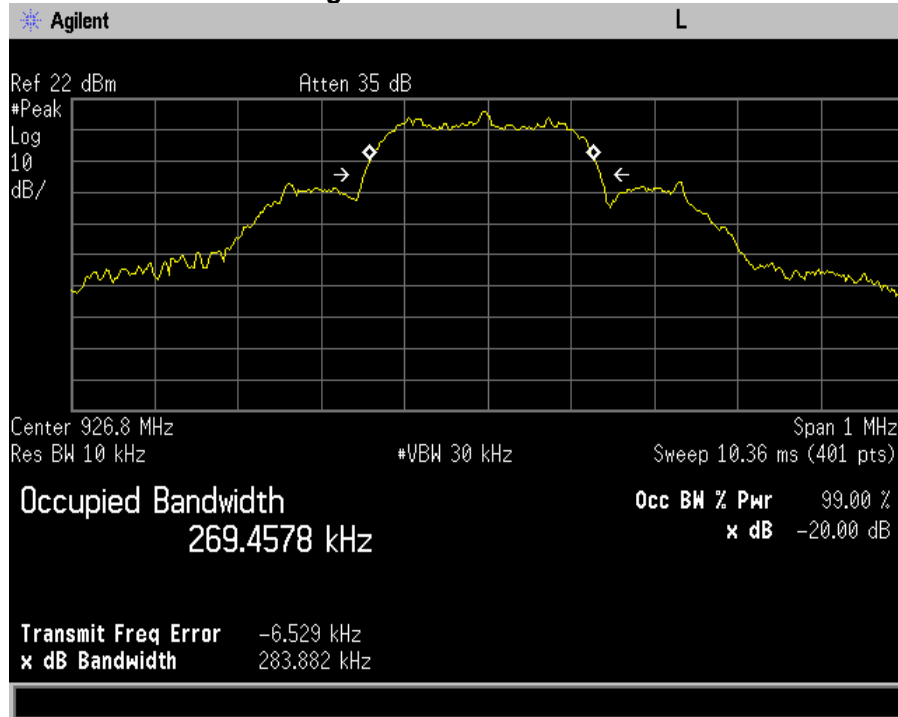 Agilent L
Ref 22 dBm Atten 35 dB
#Peak
Log
10
dB/
Center 926.8 MHz Span 1 MHz
Res BW 10 kHz #VBW 30 kHz Sweep 10.36 ms (401 pts)
Occupied Bandwidth Occ BW % Pwr 99.00 %
269.4578 kHz x dB -20.00 dB
Transmit Freq Error -6.529 kHz
x dB Bandwidth 283.882 kHz